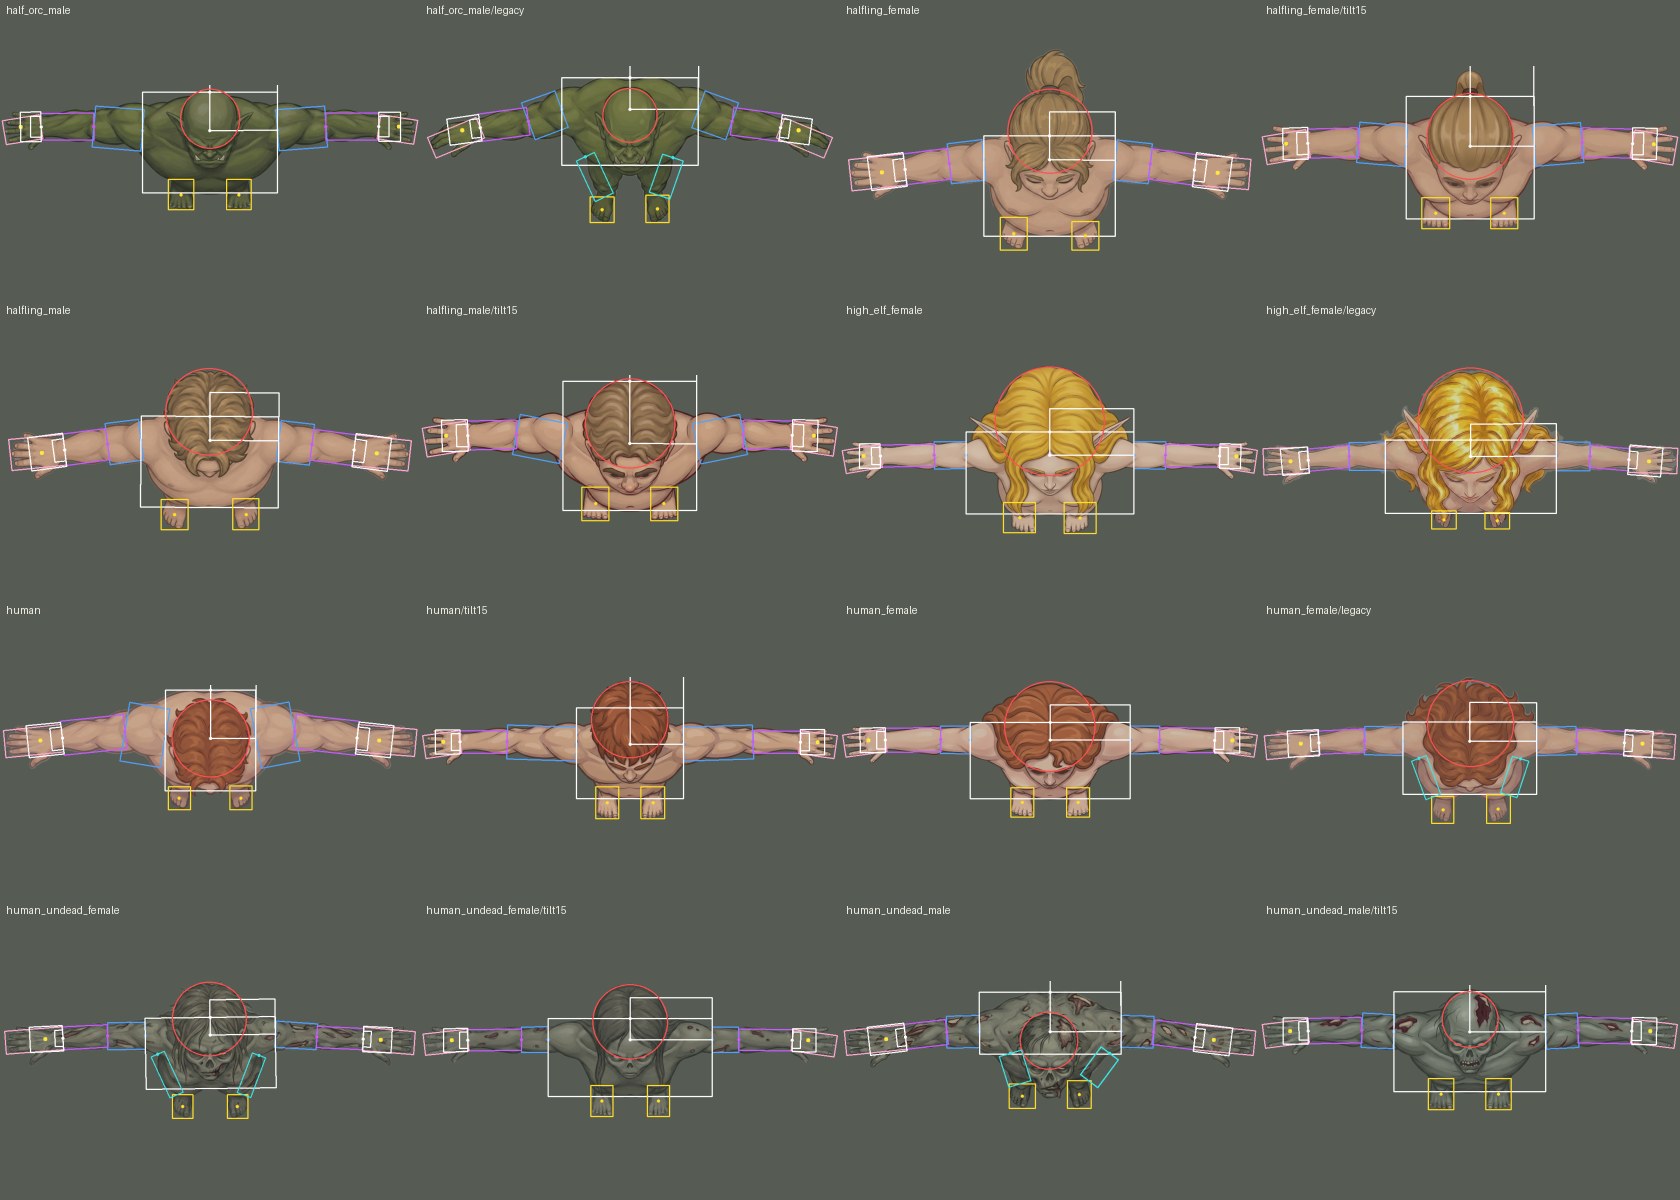 half_orc_male
half_orc_male/legacy
halfling_female
halfling_female/tilt15
halfling_male
halfling_male/tilt15
high_elf_female
high_elf_female/legacy
human
human/tilt15
human_female
human_female/legacy
human_undead_female
human_undead_female/tilt15
human_undead_male
human_undead_male/tilt15